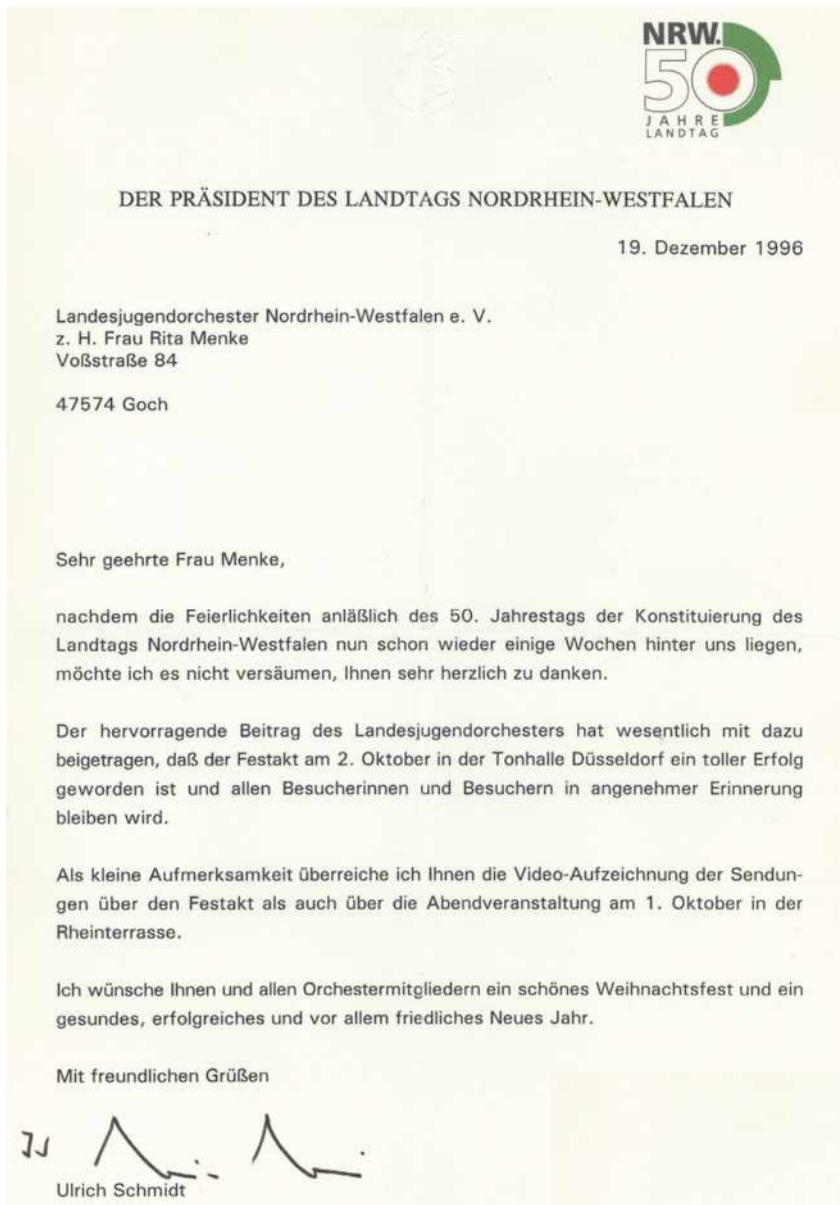 NRW.
50
JAHRE
LANDTAG
DER PRÄSIDENT DES LANDTAGS NORDRHEIN-WESTFALEN
19. Dezember 1996
Landesjugendorchester Nordrhein-Westfalen e. V.
z. H. Frau Rita Menke
Voßstraße 84
47574 Goch
Sehr geehrte Frau Menke,
nachdem die Feierlichkeiten anläßlich des 50. Jahrestags der Konstituierung des
Landtags Nordrhein-Westfalen nun schon wieder einige Wochen hinter uns liegen,
möchte ich es nicht versäumen, Ihnen sehr herzlich zu danken.
Der hervorragende Beitrag des Landesjugendorchesters hat wesentlich mit dazu
beigetragen, daß der Festakt am 2. Oktober in der Tonhalle Düsseldorf ein toller Erfolg
geworden ist und allen Besucherinnen und Besuchern in angenehmer Erinnerung
bleiben wird.
Als kleine Aufmerksamkeit überreiche ich Ihnen die Video-Aufzeichnung der Sendun-
gen über den Festakt als auch über die Abendveranstaltung am 1. Oktober in der
Rheinterrasse.
Ich wünsche Ihnen und allen Orchestermitgliedern ein schönes Weihnachtsfest und ein
gesundes, erfolgreiches und vor allem friedliches Neues Jahr.
Mit freundlichen Grüßen
Ulrich Schmidt